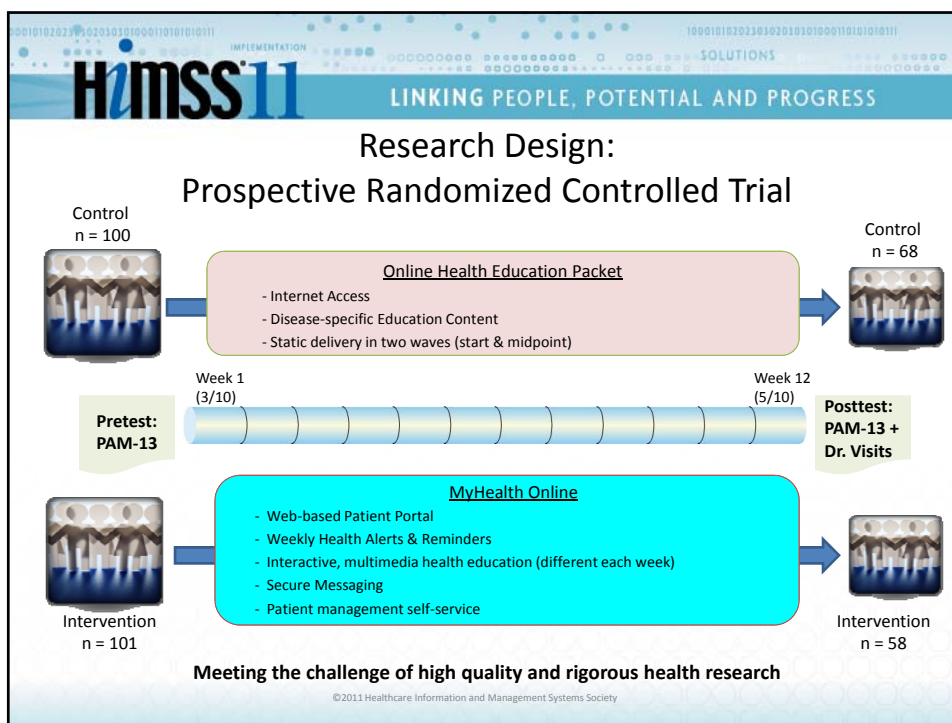 00010102023030203010001101010101111
IMPLEMENTATION
10001010202303020303010001101010101111
SOLUTIONS
HiMSS 11
LINKING PEOPLE, POTENTIAL AND PROGRESS
Research Design:
Prospective Randomized Controlled Trial
Control
n = 100
Online Health Education Packet
- Internet Access
- Disease-specific Education Content
- Static delivery in two waves (start & midpoint)
Control
n = 68
Week 1
(3/10)
Week 12
(5/10)
Pretest:
PAM-13
Posttest:
PAM-13 +
Dr. Visits
MyHealth Online
- Web-based Patient Portal
- Weekly Health Alerts & Reminders
- Interactive, multimedia health education (different each week)
- Secure Messaging
- Patient management self-service
Intervention
n = 101
Intervention
n = 58
Meeting the challenge of high quality and rigorous health research
©2011 Healthcare Information and Management Systems Society